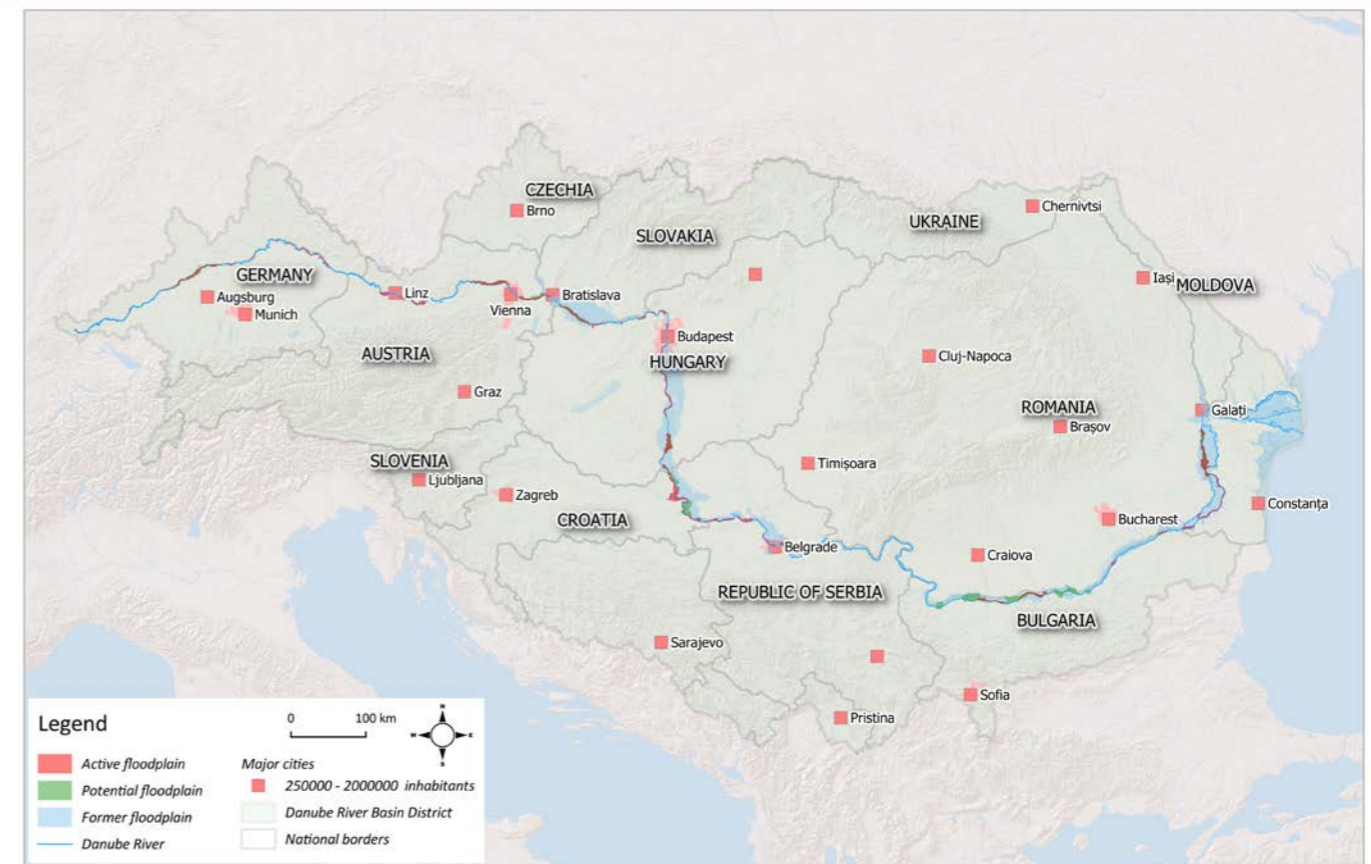 CZECHIA
Brno
SLOVAKIA
UKRAINE
Chernivtsi
GERMANY
Augsburg
Munich
Linz
Vienna
Bratislava
Iași
MOLDOVA
Budapest
HUNGARY
AUSTRIA
Cluj-Napoca
Graz
ROMANIA
Brașov
Galați
SLOVENIA
Ljubljana
Zagreb
Timișoara
CROATIA
Bucharest
Constanța
Belgrade
Craiova
REPUBLIC OF SERBIA
BULGARIA
Sarajevo
Sofia
Pristina
Legend
0 100 km
N
W E
S
Active floodplain
Potential floodplain
Former floodplain
Danube River
Major cities
250000 - 2000000 inhabitants
Danube River Basin District
National borders